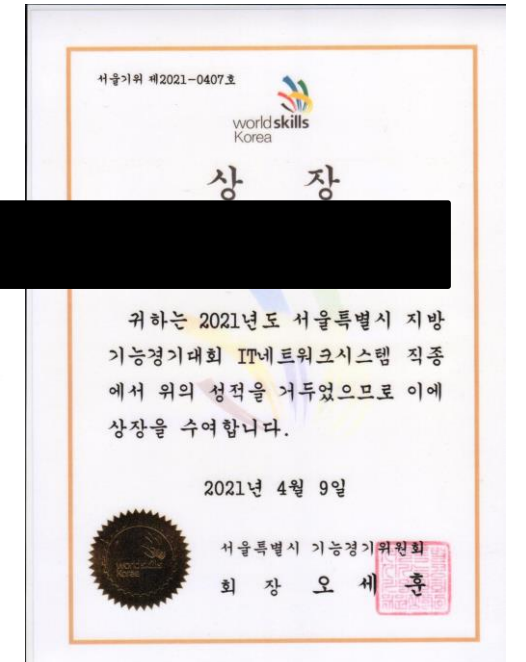 서울기위 제2021-0407호
worldskills
Korea
상 장
귀하는 2021년도 서울특별시 지방
기능경기대회 IT네트워크시스템 직종
에서 위의 성적을 거두었으므로 이에
상장을 수여합니다.
2021년 4월 9일
worldskills
Korea
서울특별시 기능경기위원회
회 장 오 세 훈